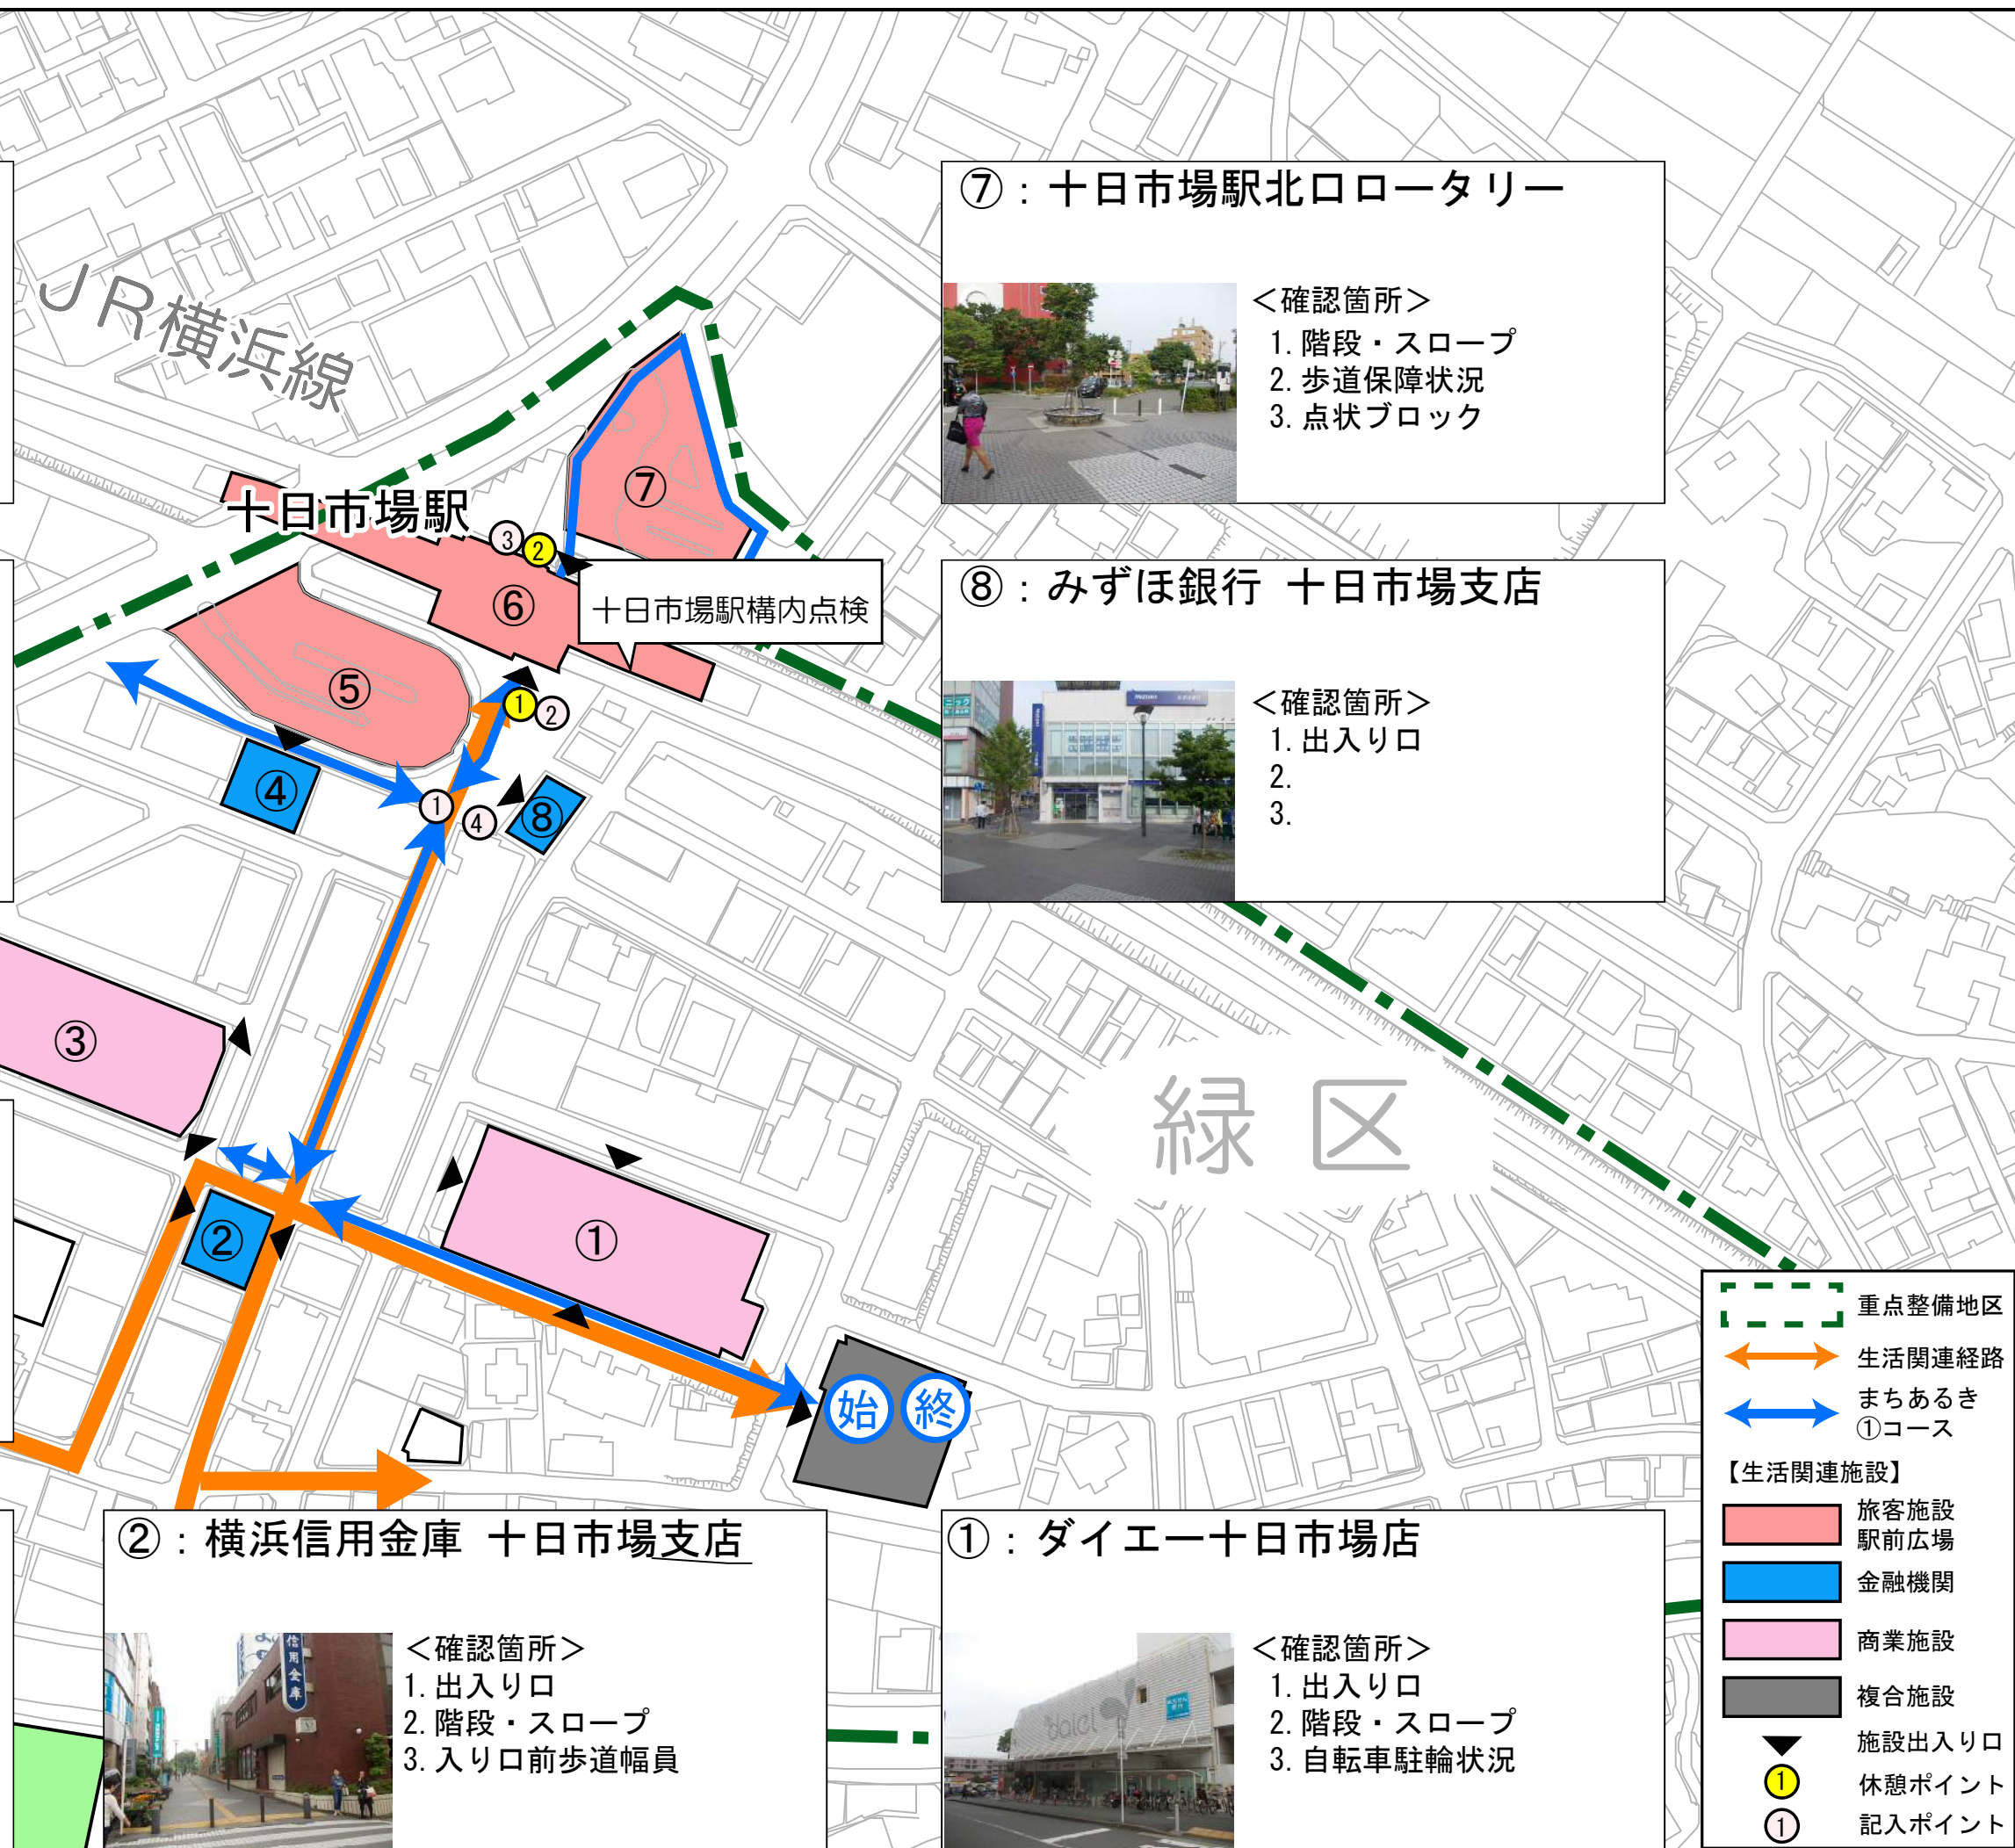 ⑦：十日市場駅北口ロータリー
＜確認箇所＞
1. 階段・スロープ
2. 歩道保障状況
3. 点状ブロック
ＪＲ横浜線
十日市場駅
⑦
③
②
⑥
十日市場駅構内点検
⑤
①
②
④
①
④
⑧
⑧：みずほ銀行 十日市場支店
＜確認箇所＞
1. 出入り口
2.
3.
③
緑区
②
①
始
終
②：横浜信用金庫 十日市場支店
信用金庫
＜確認箇所＞
1. 出入り口
2. 階段・スロープ
3. 入りロ前歩道幅員
①：ダイエー十日市場店
daiei
＜確認箇所＞
1. 出入り口
2. 階段・スロープ
3. 自転車駐輪状況
重点整備地区
生活関連経路
まちあるき
①コース
【生活関連施設】
旅客施設
駅前広場
金融機関
商業施設
複合施設
施設出入り口
① 休憩ポイント
① 記入ポイント